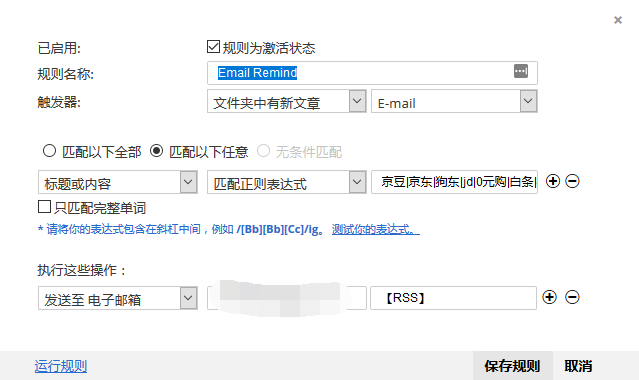 已启用: 规则为激活状态
规则名称: Email Remind
触发器: 文件夹中有新文章 E-mail
匹配以下全部 匹配以下任意 无条件匹配
标题或内容 匹配正则表达式 京豆|京东|狗东|jd|0元购|白条|
只匹配完整单词
* 请将你的表达式包含在斜杠中间，例如 /[Bb][Bb][Cc]/ig。 测试你的表达式。
执行这些操作：
发送至 电子邮箱 【RSS】
运行规则 保存规则 取消